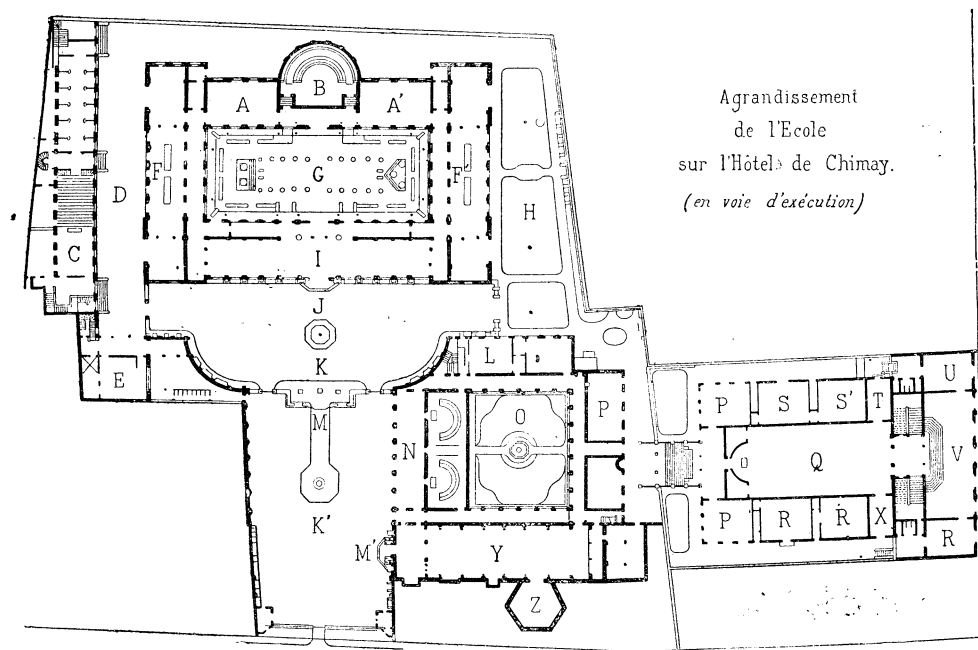 Agrandissement
de l'Ecole
sur l'Hôtel de Chimay.
(en voie d'exécution)
B
A A'
F G F
D
H
C
I
J
K
E
L
M
N O P
K'
M'
Y
Z
P S S' T U
Q V
P R R X R